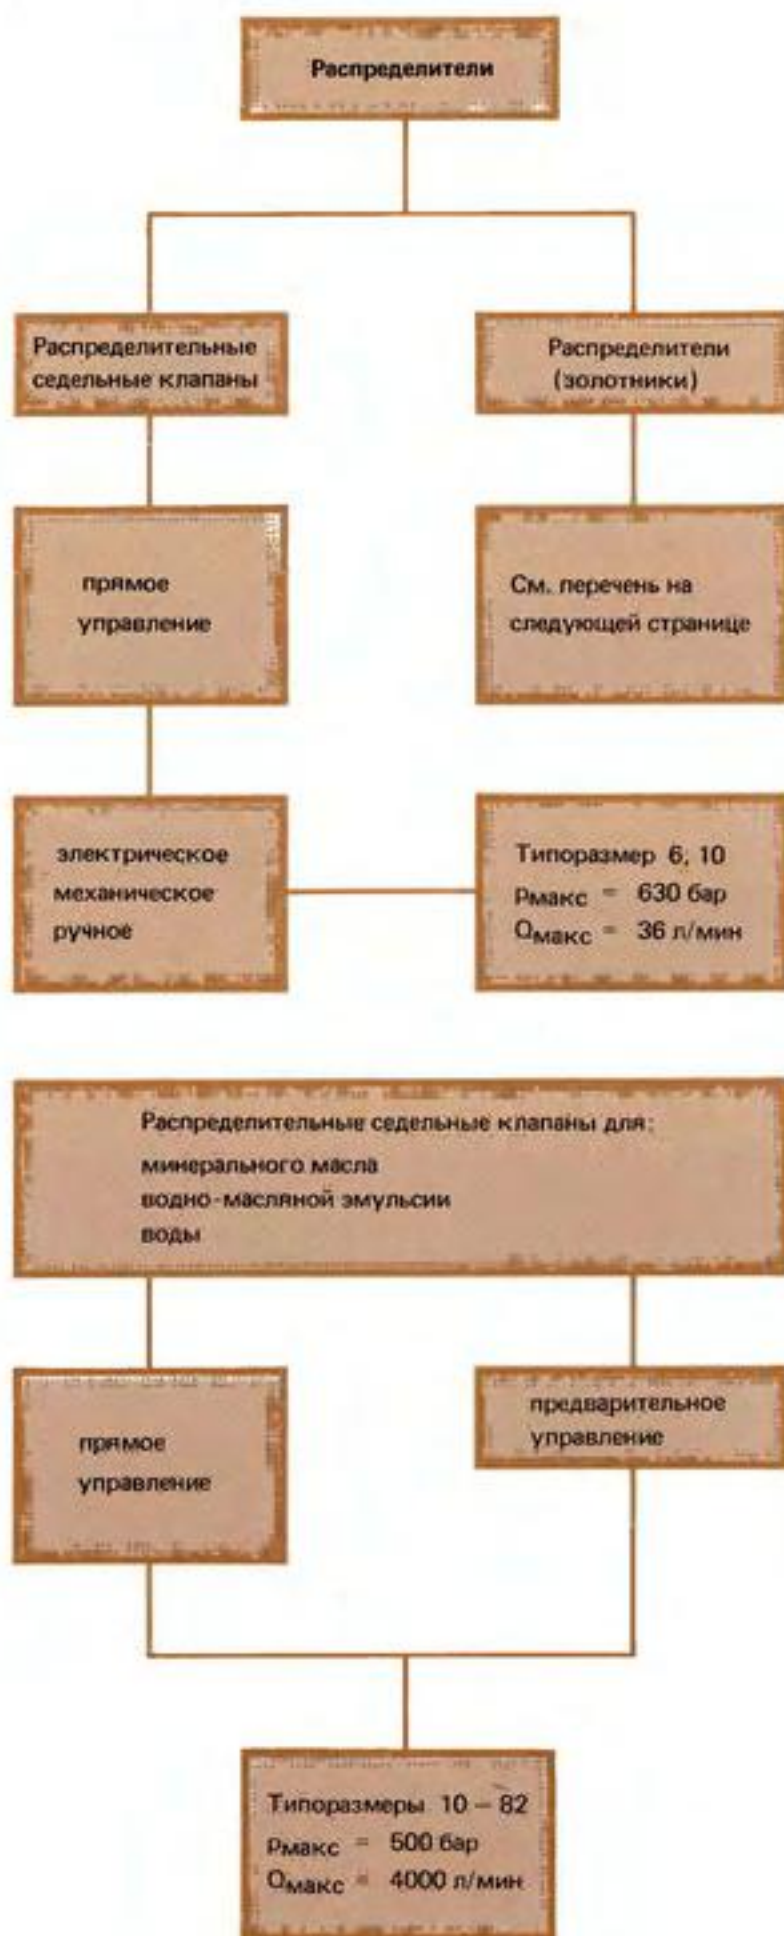 Распределители
Распределительные
седельные клапаны
Распределители
(золотники)
прямое
управление
См. перечень на
следующей странице
электрическое
механическое
ручное
Типоразмер 6, 10
pмакс = 630 бар
Qмакс = 36 л/мин
Распределительные седельные клапаны для:
минерального масла
водно-масляной эмульсии
воды
прямое
управление
предварительное
управление
Типоразмеры 10 – 82
pмакс = 500 бар
Qмакс = 4000 л/мин